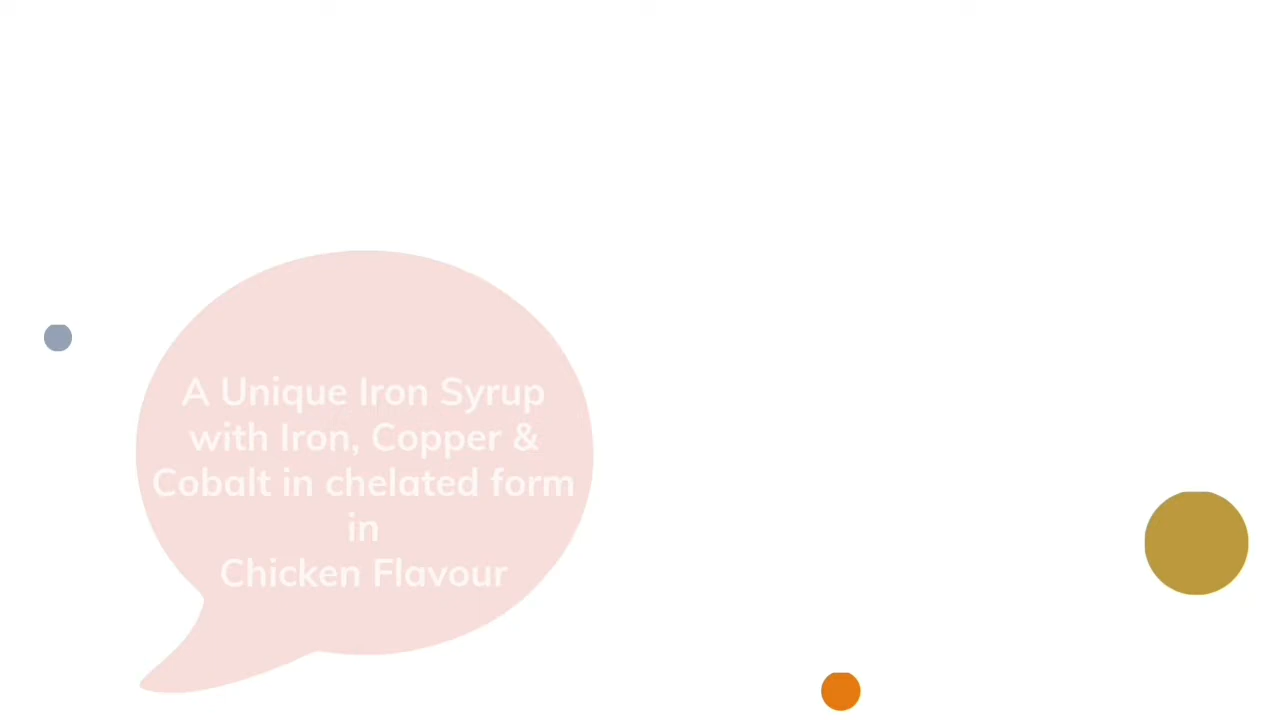 A Unique Iron Syrup
with Iron, Copper &
Cobalt in chelated form
in
Chicken Flavour